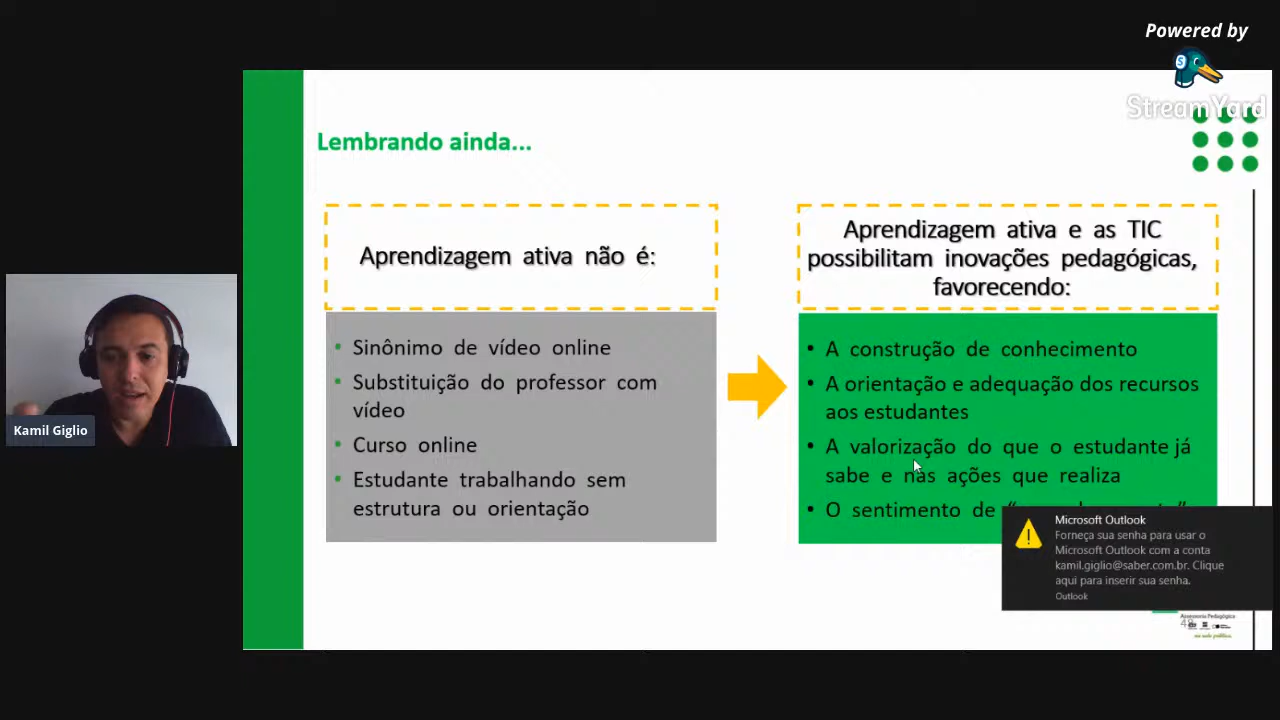 Powered by
StreamYard
Lembrando ainda...
Aprendizagem ativa não é:
• Sinônimo de vídeo online
• Substituição do professor com
vídeo
• Curso online
• Estudante trabalhando sem
estrutura ou orientação
Aprendizagem ativa e as TIC
possibilitam inovações pedagógicas,
favorecendo:
• A construção de conhecimento
• A orientação e adequação dos recursos
aos estudantes
• A valorização do que o estudante já
sabe e nas ações que realiza
• O sentimento de
Kamil Giglio
Microsoft Outlook
Forneça sua senha para usar o
Microsoft Outlook com a conta
kamil.giglio@saber.com.br. Clique
aqui para inserir sua senha.
Outlook
Assessoria Pedagógica